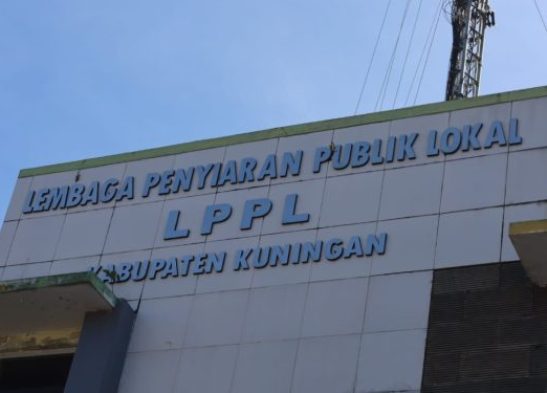 LEMBAGA PENYIARAN PUBLIK LOKAL
LPPL
KABUPATEN KUNINGAN